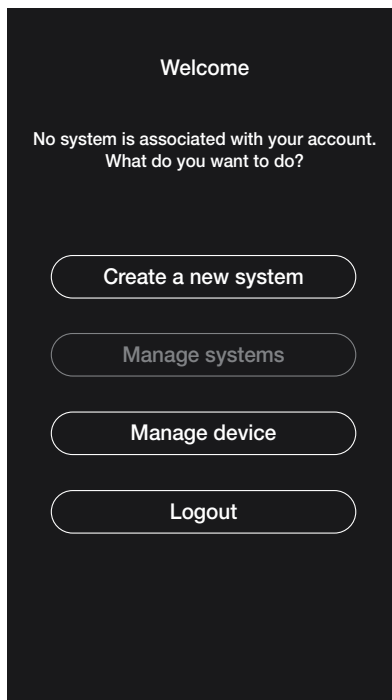 Welcome
No system is associated with your account.
What do you want to do?
Create a new system
Manage systems
Manage device
Logout